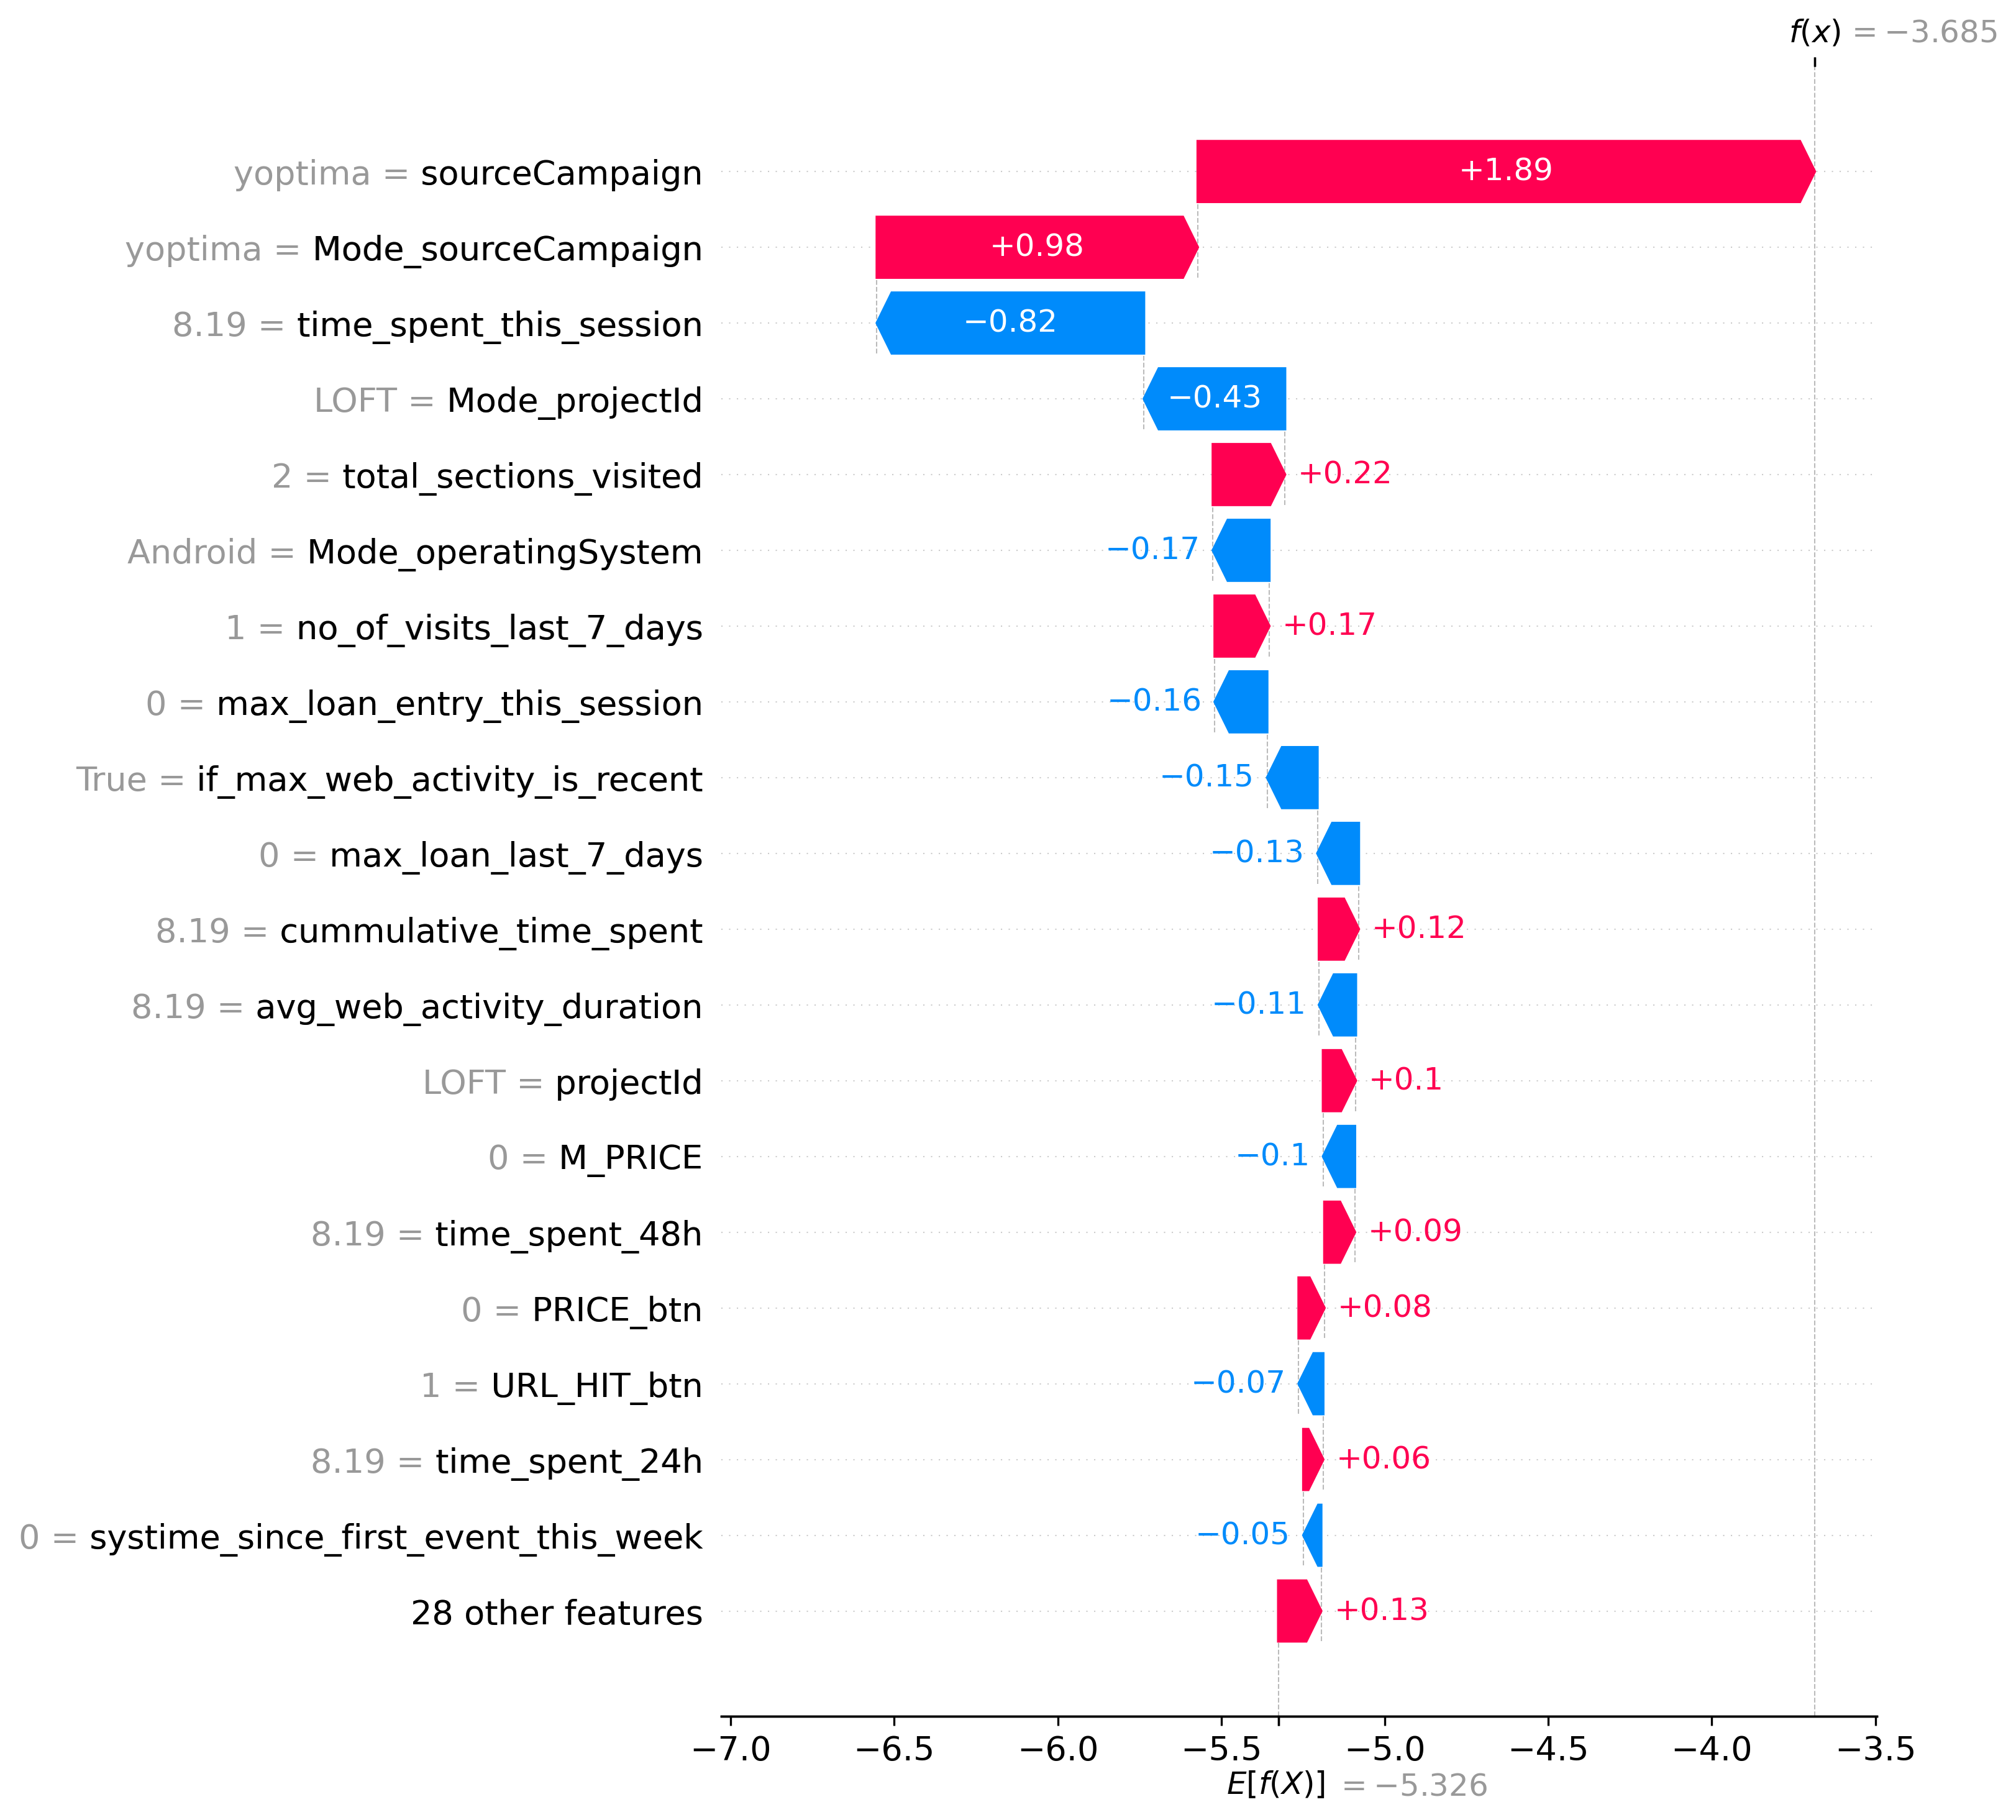 f(x) = −3.685
yoptima = sourceCampaign +1.89
yoptima = Mode_sourceCampaign +0.98
8.19 = time_spent_this_session −0.82
LOFT = Mode_projectId −0.43
2 = total_sections_visited +0.22
Android = Mode_operatingSystem −0.17
1 = no_of_visits_last_7_days +0.17
0 = max_loan_entry_this_session −0.16
True = if_max_web_activity_is_recent −0.15
0 = max_loan_last_7_days −0.13
8.19 = cummulative_time_spent +0.12
8.19 = avg_web_activity_duration −0.11
LOFT = projectId +0.1
0 = M_PRICE −0.1
8.19 = time_spent_48h +0.09
0 = PRICE_btn +0.08
1 = URL_HIT_btn −0.07
8.19 = time_spent_24h +0.06
0 = systime_since_first_event_this_week −0.05
28 other features +0.13
−7.0 −6.5 −6.0 −5.5 −5.0 −4.5 −4.0 −3.5
E[f(X)] = −5.326